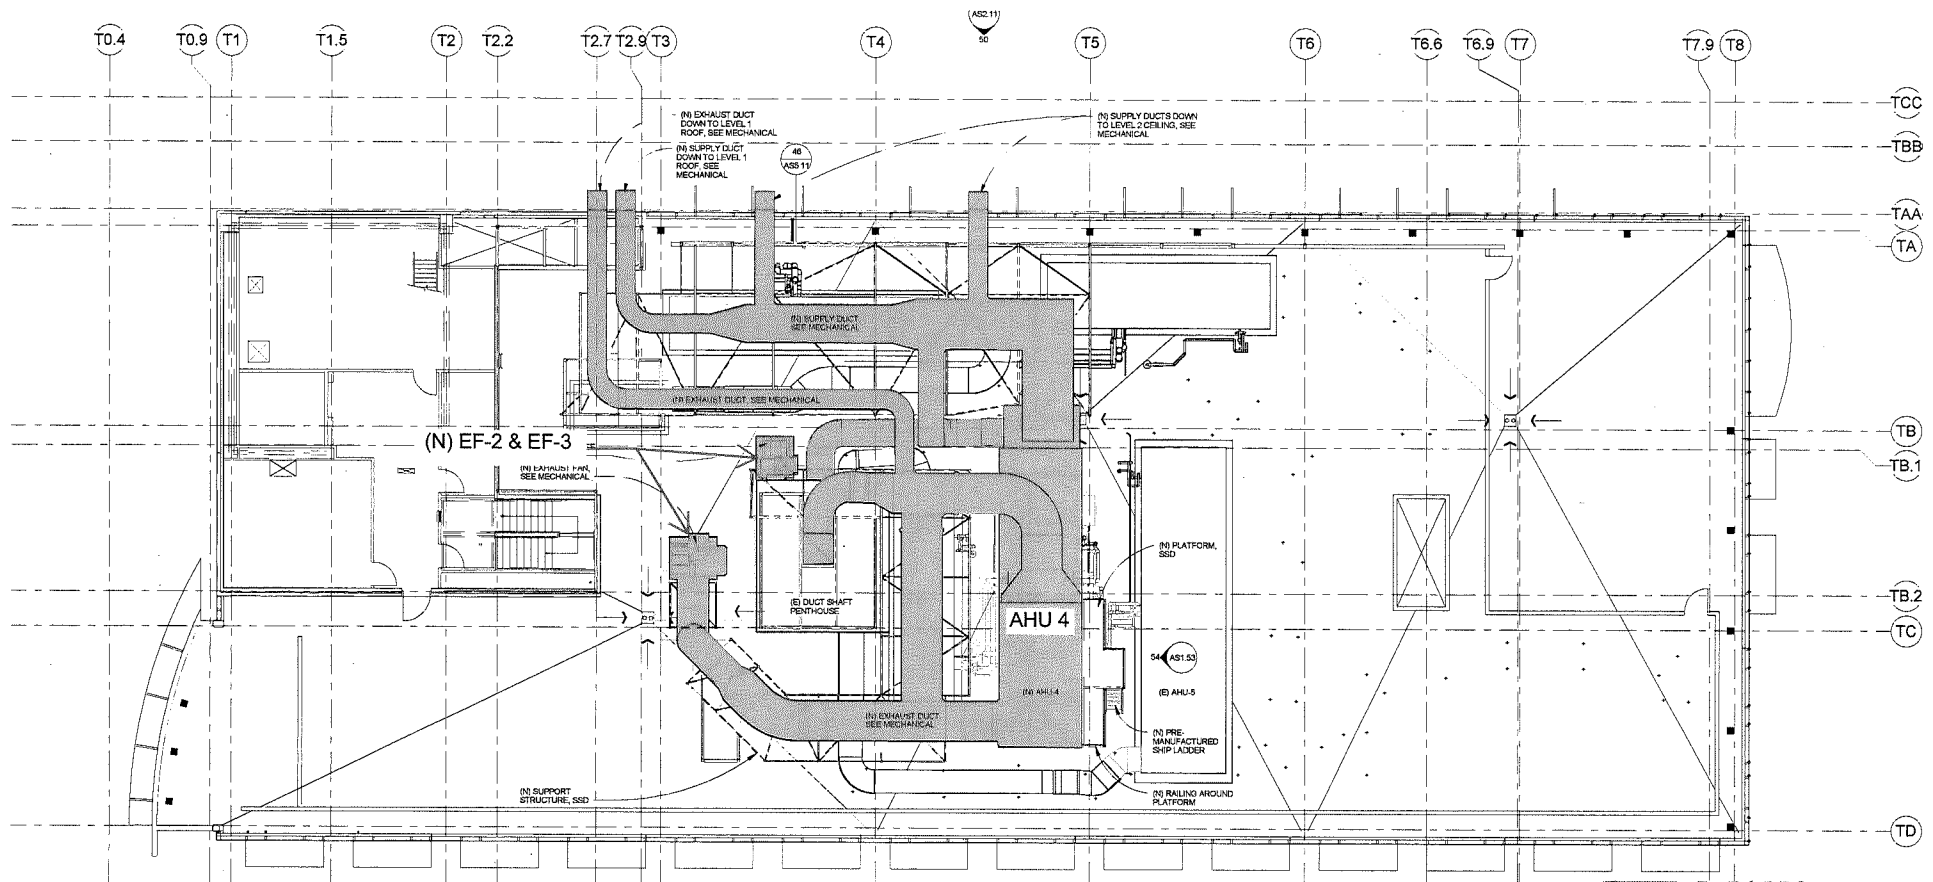 AS2.11
50
T0.4
T0.9
T1
T1.5
T2
T2.2
T2.7
T2.9
T3
T4
T5
T6
T6.6
T6.9
T7
T7.9
T8
TCC
TBB
TAA
TA
TB
TB.1
TB.2
TC
TD
(N) EXHAUST DUCT
DOWN TO LEVEL 1
ROOF, SEE MECHANICAL
(N) SUPPLY DUCT
DOWN TO LEVEL 1
ROOF, SEE
MECHANICAL
46
AS5.11
(N) SUPPLY DUCTS DOWN
TO LEVEL 2 CEILING, SEE
MECHANICAL
(N) SUPPLY DUCT
SEE MECHANICAL
(N) EXHAUST DUCT, SEE MECHANICAL
(N) EF-2 & EF-3
(N) EXHAUST FAN,
SEE MECHANICAL
(N) PLATFORM,
SSD
(E) DUCT SHAFT
PENTHOUSE
AHU 4
54
AS1.53
(N) AHU-4
(E) AHU-5
(N) EXHAUST DUCT
SEE MECHANICAL
(N) PRE-
MANUFACTURED
SHIP LADDER
(N) SUPPORT
STRUCTURE, SSD
(N) RAILING AROUND
PLATFORM